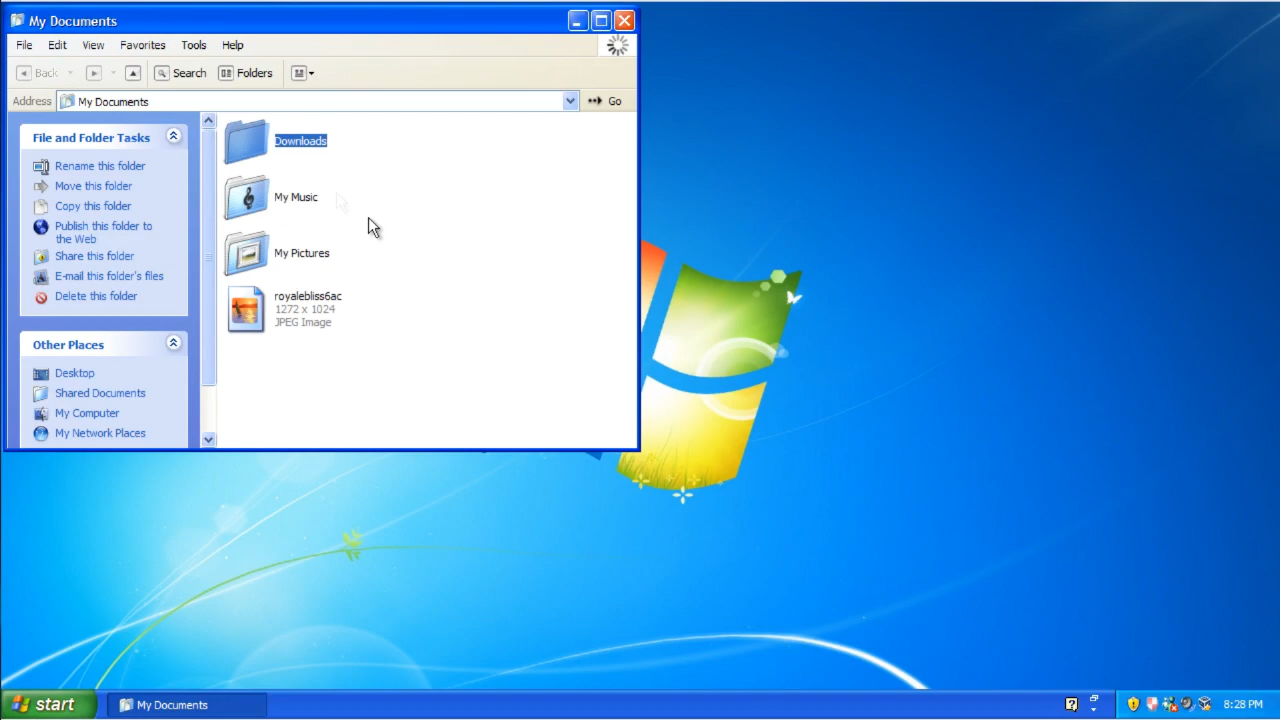 My Documents
File Edit View Favorites Tools Help
Back Search Folders
Address My Documents Go
File and Folder Tasks
Rename this folder
Move this folder
Copy this folder
Publish this folder to
the Web
Share this folder
E-mail this folder's files
Delete this folder
Other Places
Desktop
Shared Documents
My Computer
My Network Places
Downloads
My Music
My Pictures
royalebliss6ac
1272 x 1024
JPEG Image
start My Documents 8:28 PM